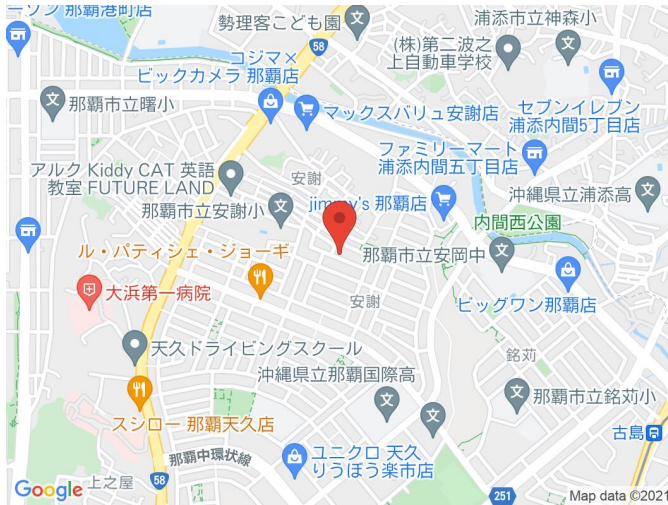 ーソン 那覇港町店
勢理客こども園
浦添市立神森小
58
(株)第二波之
上自動車学校
コジマ×
ビックカメラ 那覇店
那覇市立曙小
マックスバリュ安謝店
セブンイレブン
浦添内間5丁目店
ファミリーマート
浦添内間五丁目店
アルク Kiddy CAT 英語
教室 FUTURE LAND
安謝
沖縄県立浦添高
jimmy's 那覇店
那覇市立安謝小
内間西公園
ル・パティシェ・ジョーギ
那覇市立安岡中
大浜第一病院
安謝
ビッグワン那覇店
天久ドライビングスクール
銘苅
沖縄県立那覇国際高
那覇市立銘苅小
スシロー 那覇天久店
古島
ユニクロ 天久
りうぼう楽市店
那覇中環状線
上之屋
58
251
Google
Map data ©2021